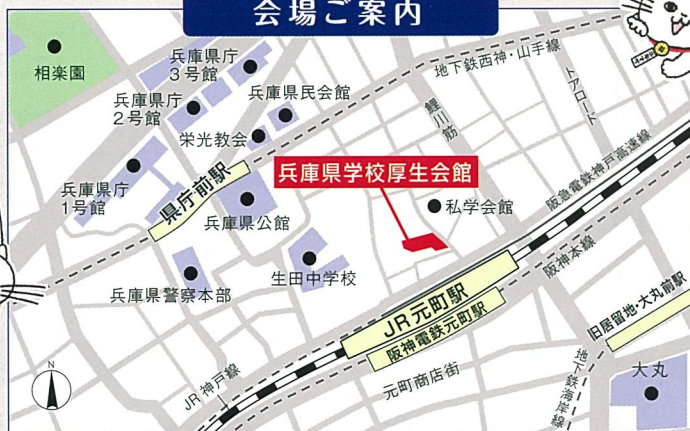 会場ご案内
相楽園
兵庫県庁
3号館
兵庫県庁
2号館
兵庫県民会館
栄光教会
地下鉄西神・山手線
鯉川筋
トアロード
兵庫県庁
1号館
県庁前駅
兵庫県公館
兵庫県学校厚生会館
私学会館
阪急電鉄神戸高速線
兵庫県警察本部
生田中学校
阪神本線
JR元町駅
阪神電鉄元町駅
旧居留地・大丸前駅
JR神戸線
元町商店街
地下鉄海岸線
大丸
N